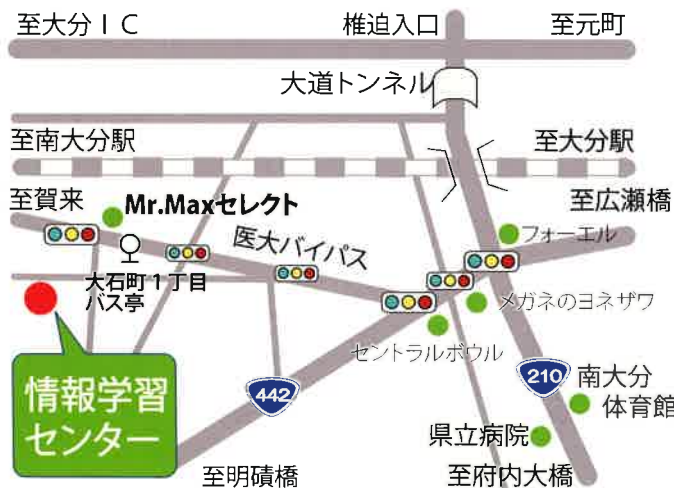 至大分ＩＣ
椎迫入口
至元町
大道トンネル
至南大分駅
至大分駅
至賀来
Mr.Maxセレクト
至広瀬橋
フォーエル
医大バイパス
大石町１丁目
バス亭
メガネのヨネザワ
セントラルボウル
情報学習
センター
442
210
南大分
体育館
県立病院
至明磧橋
至府内大橋